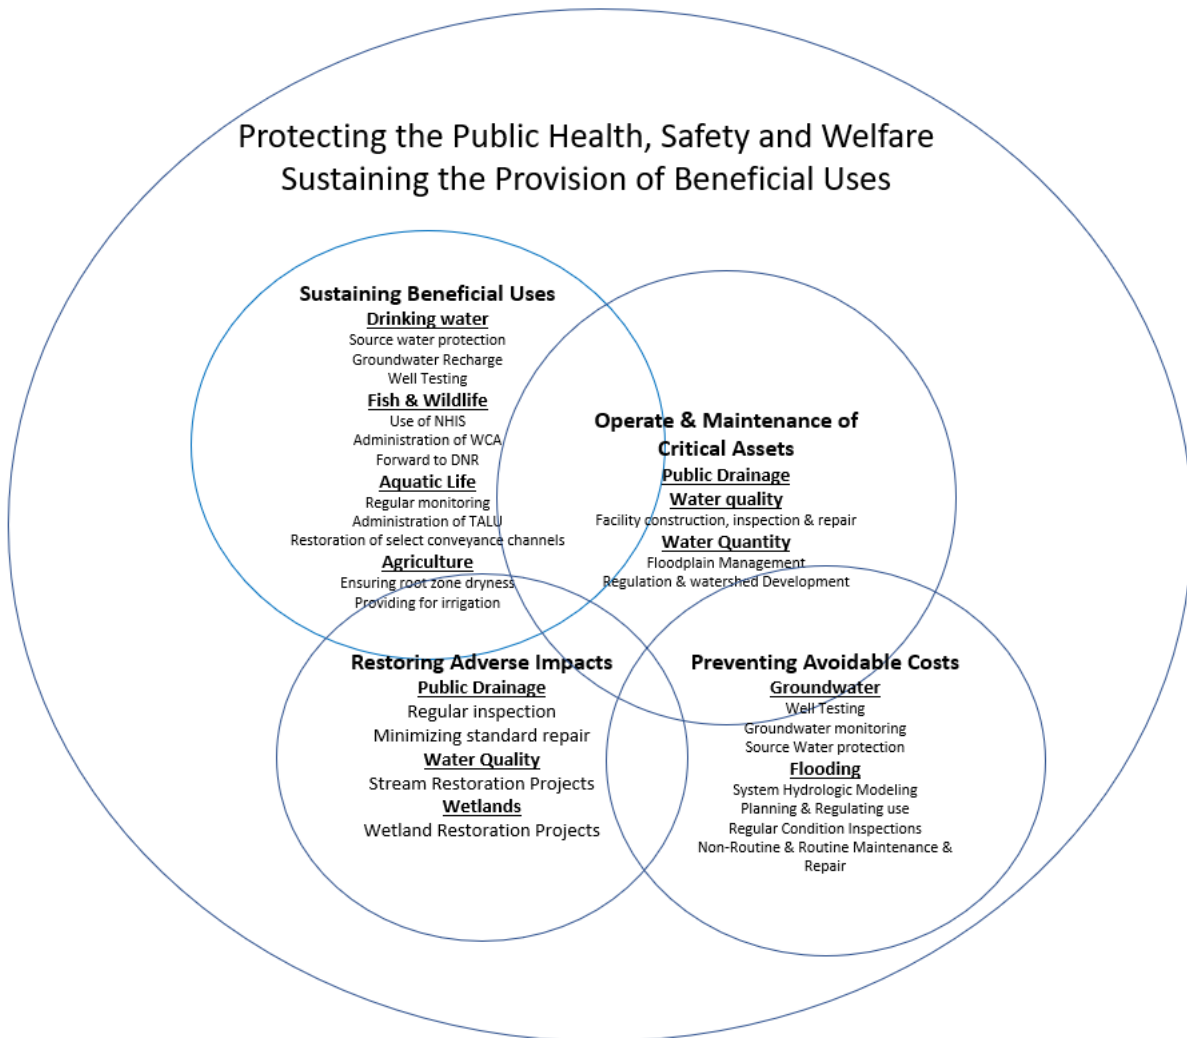 Protecting the Public Health, Safety and Welfare
Sustaining the Provision of Beneficial Uses
Sustaining Beneficial Uses
Drinking water
Source water protection
Groundwater Recharge
Well Testing
Fish & Wildlife
Use of NHIS
Administration of WCA
Forward to DNR
Aquatic Life
Regular monitoring
Administration of TALU
Restoration of select conveyance channels
Agriculture
Ensuring root zone dryness
Providing for irrigation
Operate & Maintenance of
Critical Assets
Public Drainage
Water quality
Facility construction, inspection & repair
Water Quantity
Floodplain Management
Regulation & watershed Development
Restoring Adverse Impacts
Public Drainage
Regular inspection
Minimizing standard repair
Water Quality
Stream Restoration Projects
Wetlands
Wetland Restoration Projects
Preventing Avoidable Costs
Groundwater
Well Testing
Groundwater monitoring
Source Water protection
Flooding
System Hydrologic Modeling
Planning & Regulating use
Regular Condition Inspections
Non-Routine & Routine Maintenance &
Repair